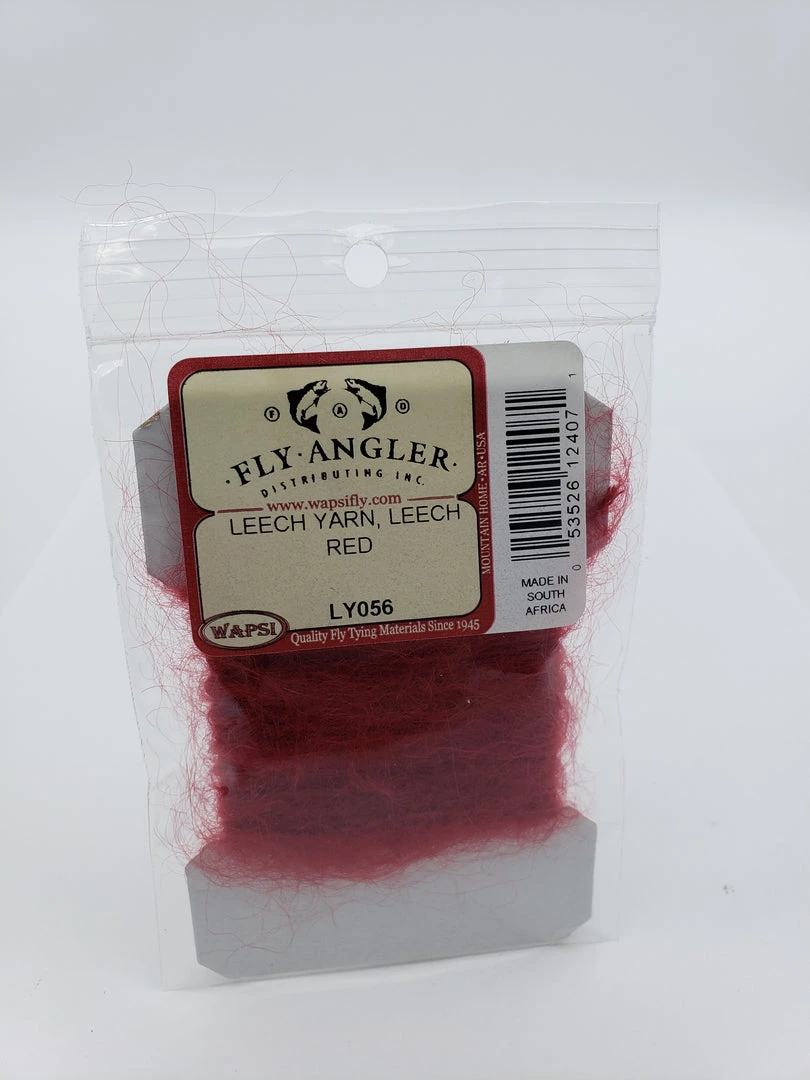 F A D
·FLY·ANGLER·
DISTRIBUTING INC.
www.wapsifly.com
LEECH YARN, LEECH
RED
LY056
WAPSI
Quality Fly Tying Materials Since 1945
MOUNTAIN HOME·AR·USA
0 53526 12407 1
MADE IN
SOUTH
AFRICA